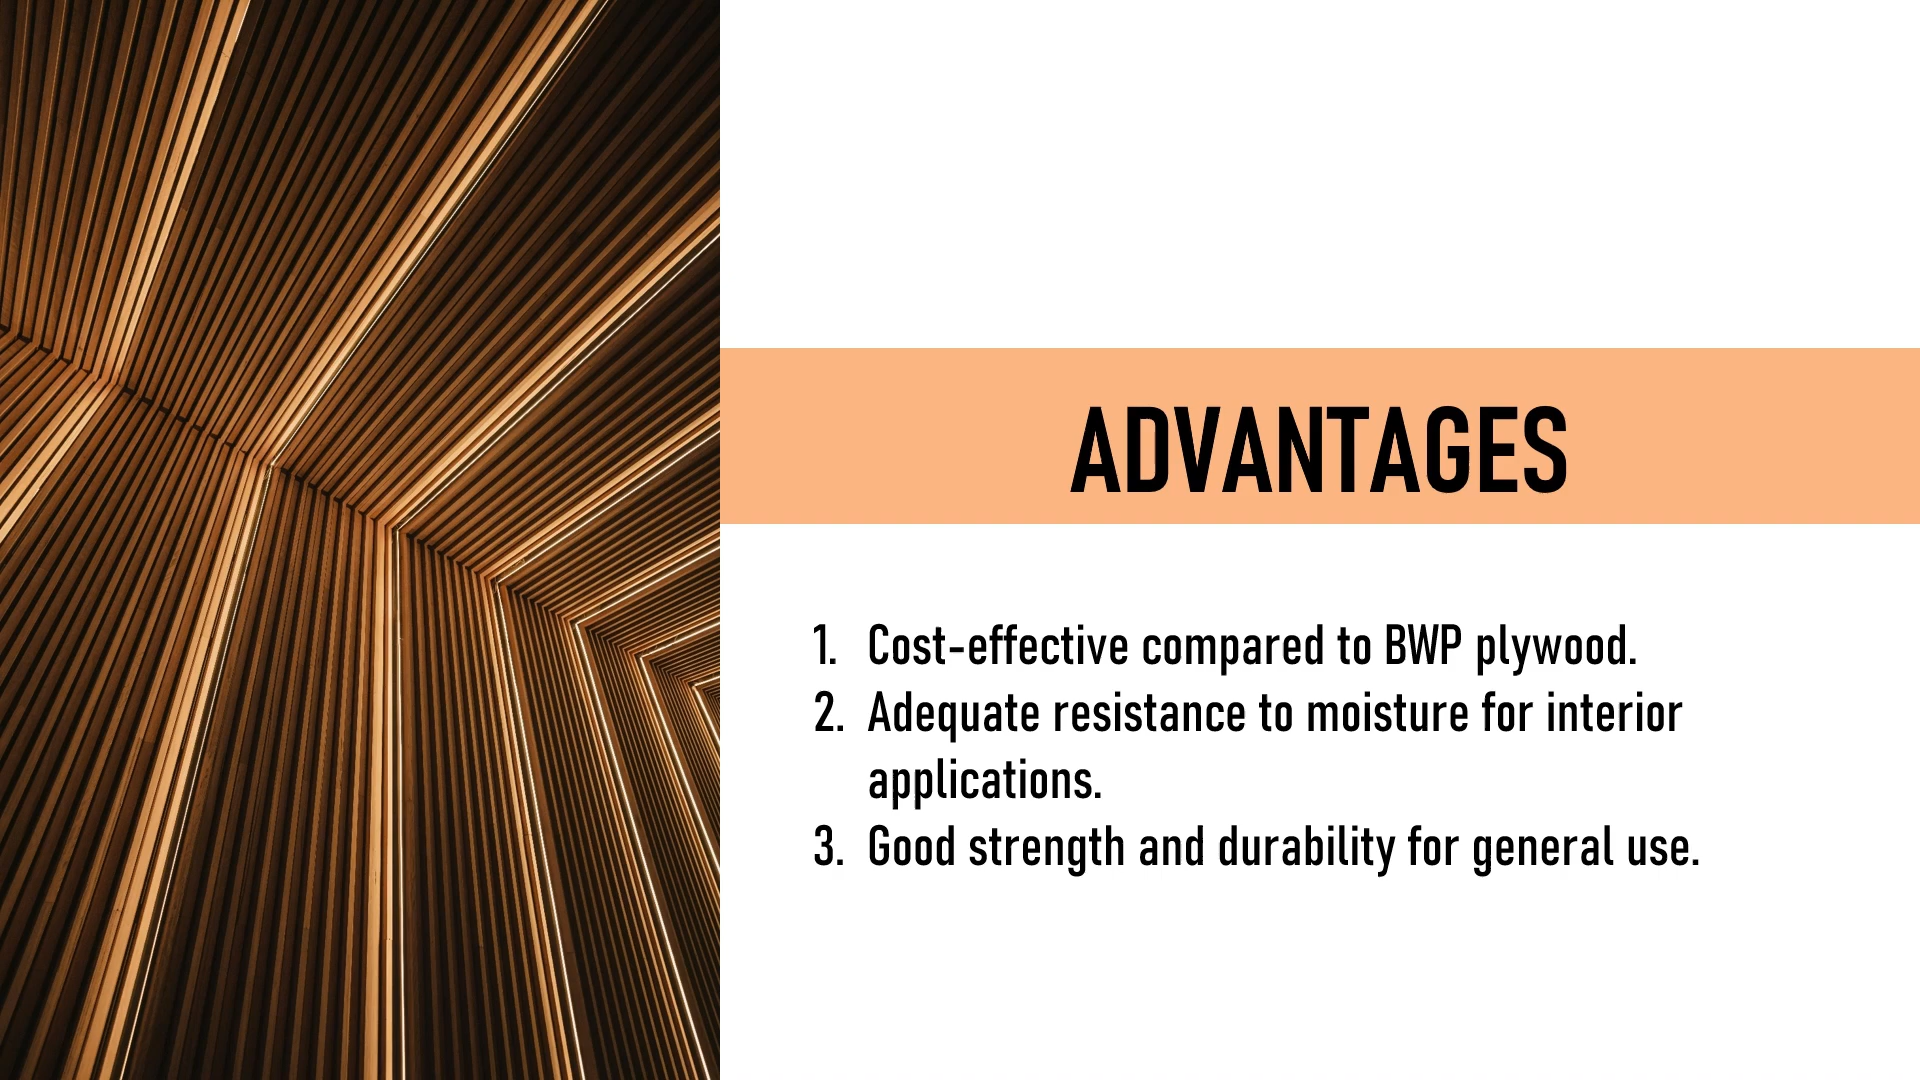 ADVANTAGES
1. Cost-effective compared to BWP plywood.
2. Adequate resistance to moisture for interior
applications.
3. Good strength and durability for general use.